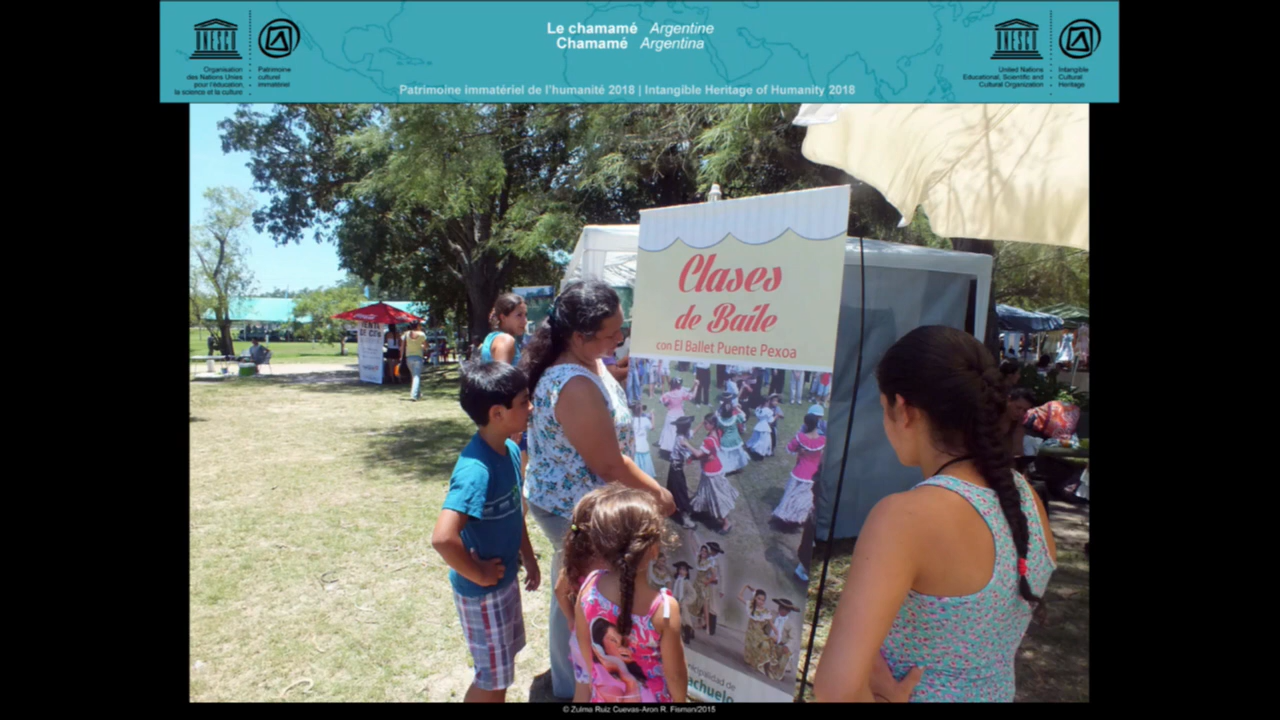 Le chamamé Argentine
Chamamé Argentina
UNESCO
Organisation
des Nations Unies
pour l'éducation,
la science et la culture
Patrimoine
culturel
immatériel
UNESCO
United Nations
Educational, Scientific and
Cultural Organization
Intangible
Cultural
Heritage
Patrimoine immatériel de l'humanité 2018 | Intangible Heritage of Humanity 2018
Clases
de Baile
con El Ballet Puente Pexoa
© Zulma Ruiz Cuevas-Aron R. Fisman/2015